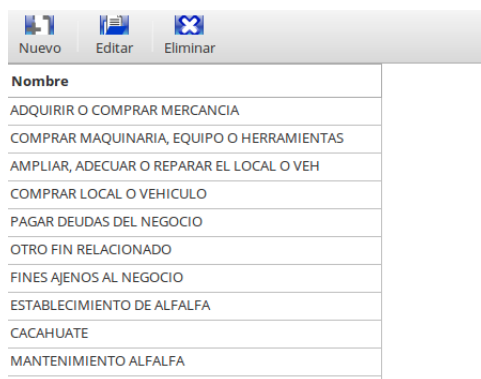 Nuevo Editar Eliminar
Nombre
ADQUIRIR O COMPRAR MERCANCIA
COMPRAR MAQUINARIA, EQUIPO O HERRAMIENTAS
AMPLIAR, ADECUAR O REPARAR EL LOCAL O VEH
COMPRAR LOCAL O VEHICULO
PAGAR DEUDAS DEL NEGOCIO
OTRO FIN RELACIONADO
FINES AJENOS AL NEGOCIO
ESTABLECIMIENTO DE ALFALFA
CACAHUATE
MANTENIMIENTO ALFALFA